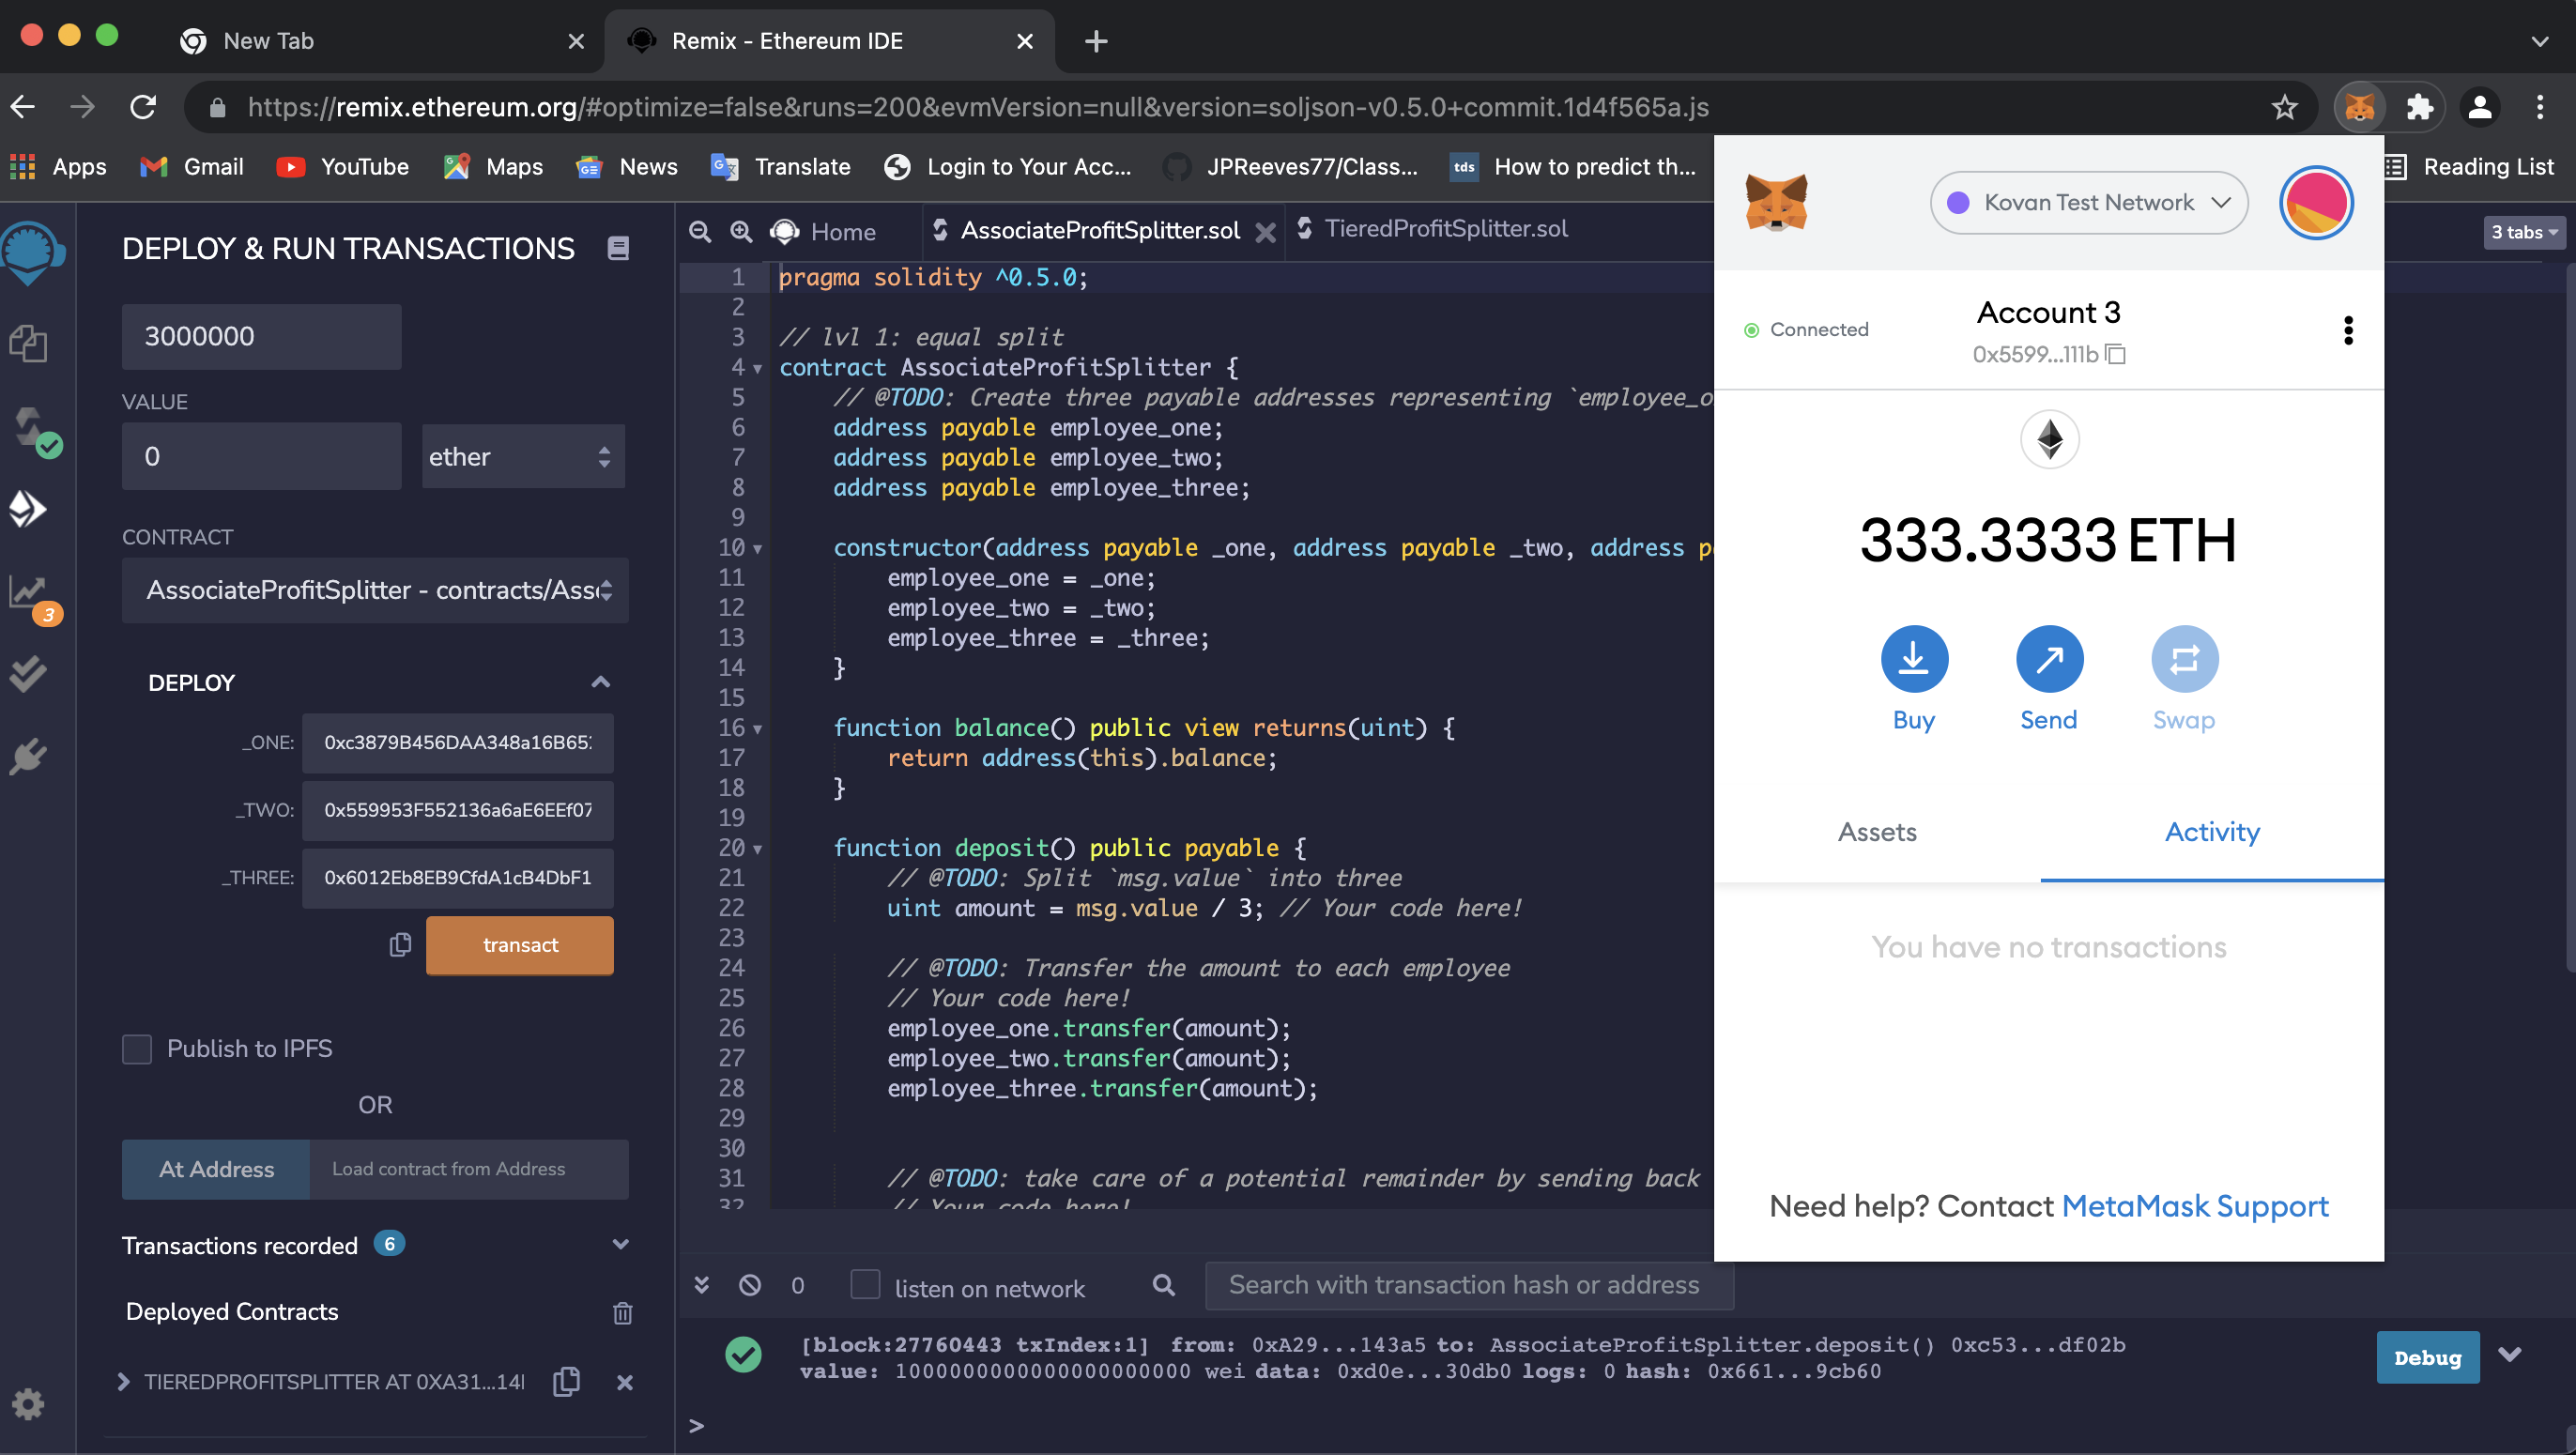 New Tab
Remix - Ethereum IDE
https://remix.ethereum.org/#optimize=false&runs=200&evmVersion=null&version=soljson-v0.5.0+commit.1d4f565a.js
Apps
Gmail
YouTube
Maps
News
Translate
Login to Your Acc...
JPReeves77/Class...
tds
How to predict th...
Reading List
DEPLOY & RUN TRANSACTIONS
3000000
VALUE
0
ether
CONTRACT
AssociateProfitSplitter - contracts/Asso
DEPLOY
_ONE: 0xc3879B456DAA348a16B65
_TWO: 0x559953F552136a6aE6EEf07
_THREE: 0x6012Eb8EB9CfdA1cB4DbF1
transact
Publish to IPFS
OR
At Address
Load contract from Address
Transactions recorded 6
Deployed Contracts
TIEREDPROFITSPLITTER AT 0XA31...14
3
Home
AssociateProfitSplitter.sol
TieredProfitSplitter.sol
3 tabs
1 pragma solidity ^0.5.0;
2
3 // lvl 1: equal split
4 contract AssociateProfitSplitter {
5 // @TODO: Create three payable addresses representing `employee_o
6 address payable employee_one;
7 address payable employee_two;
8 address payable employee_three;
9
10 constructor(address payable _one, address payable _two, address p
11 employee_one = _one;
12 employee_two = _two;
13 employee_three = _three;
14 }
15
16 function balance() public view returns(uint) {
17 return address(this).balance;
18 }
19
20 function deposit() public payable {
21 // @TODO: Split `msg.value` into three
22 uint amount = msg.value / 3; // Your code here!
23
24 // @TODO: Transfer the amount to each employee
25 // Your code here!
26 employee_one.transfer(amount);
27 employee_two.transfer(amount);
28 employee_three.transfer(amount);
29
30
31 // @TODO: take care of a potential remainder by sending back
32 // Your code here!
Kovan Test Network
Connected
Account 3
0x5599...111b
333.3333 ETH
Buy
Send
Swap
Assets
Activity
You have no transactions
Need help? Contact MetaMask Support
0
listen on network
Search with transaction hash or address
[block:27760443 txIndex:1] from: 0xA29...143a5 to: AssociateProfitSplitter.deposit() 0xc53...df02b
value: 1000000000000000000000 wei data: 0xd0e...30db0 logs: 0 hash: 0x661...9cb60
Debug
>